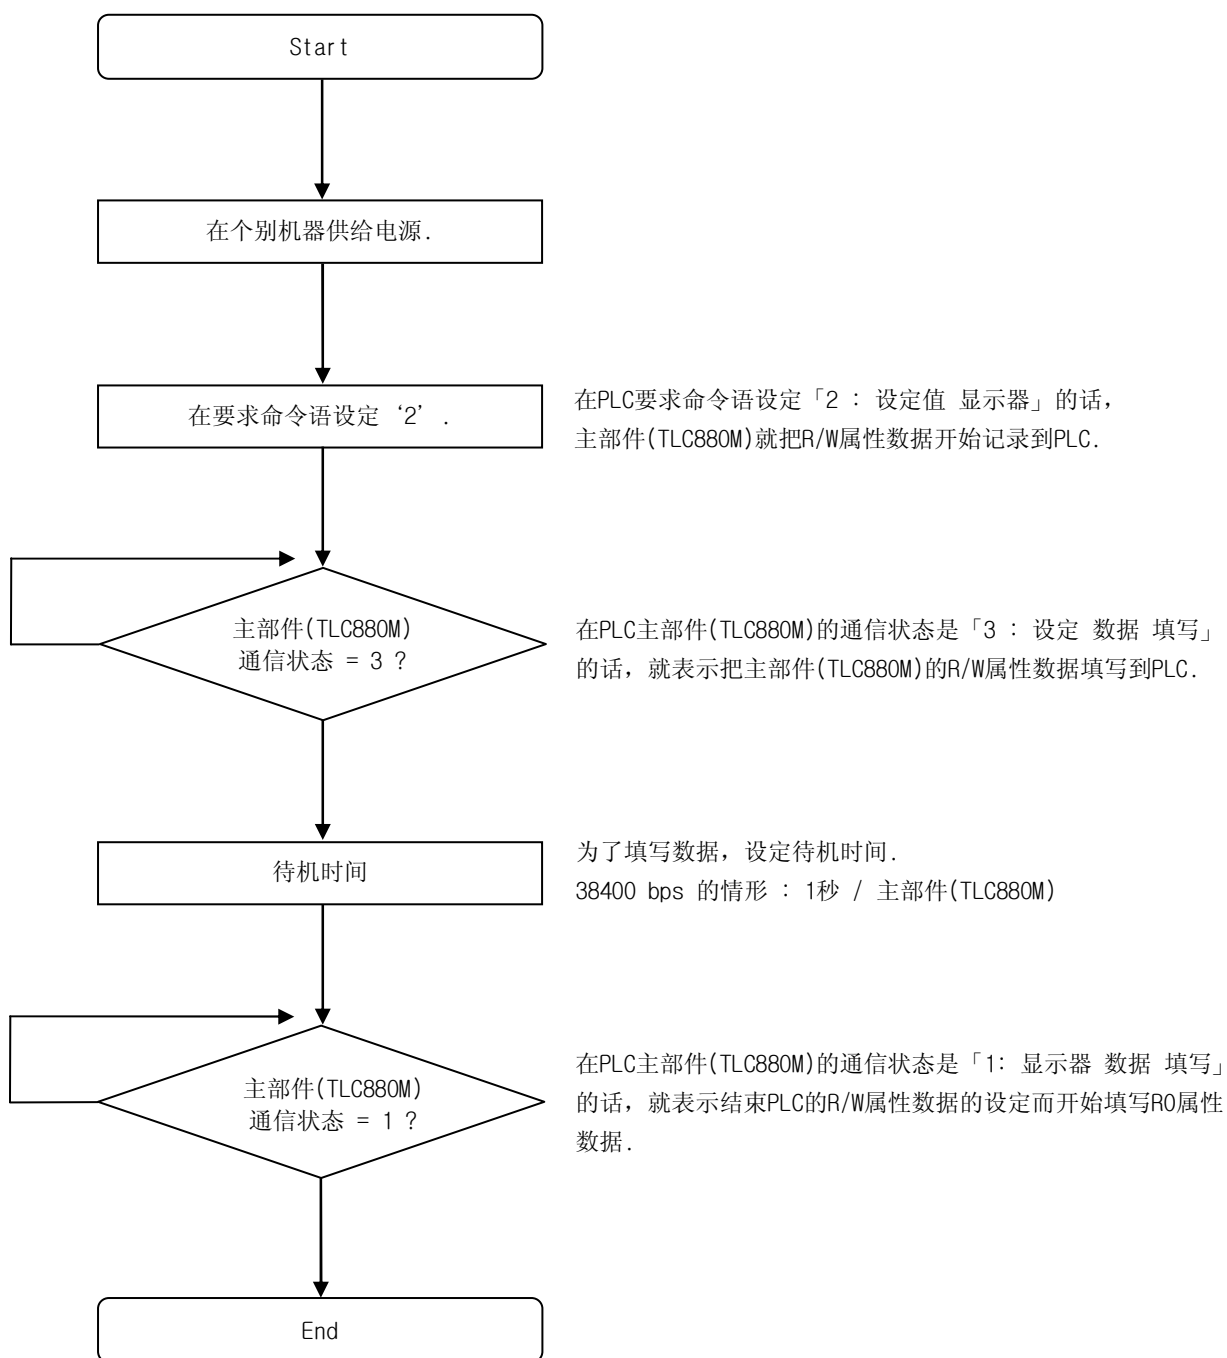 Start
在个别机器供给电源.
在要求命令语设定‘2’.
在PLC要求命令语设定「2 : 设定值 显示器」的话,
主部件(TLC880M)就把R/W属性数据开始记录到PLC.
主部件(TLC880M)
通信状态 = 3 ?
在PLC主部件(TLC880M)的通信状态是「3 : 设定 数据 填写」
的话, 就表示把主部件(TLC880M)的R/W属性数据填写到PLC.
待机时间
为了填写数据, 设定待机时间.
38400 bps 的情形 : 1秒 / 主部件(TLC880M)
主部件(TLC880M)
通信状态 = 1 ?
在PLC主部件(TLC880M)的通信状态是「1: 显示器 数据 填写」
的话, 就表示结束PLC的R/W属性数据的设定而开始填写RO属性
数据.
End